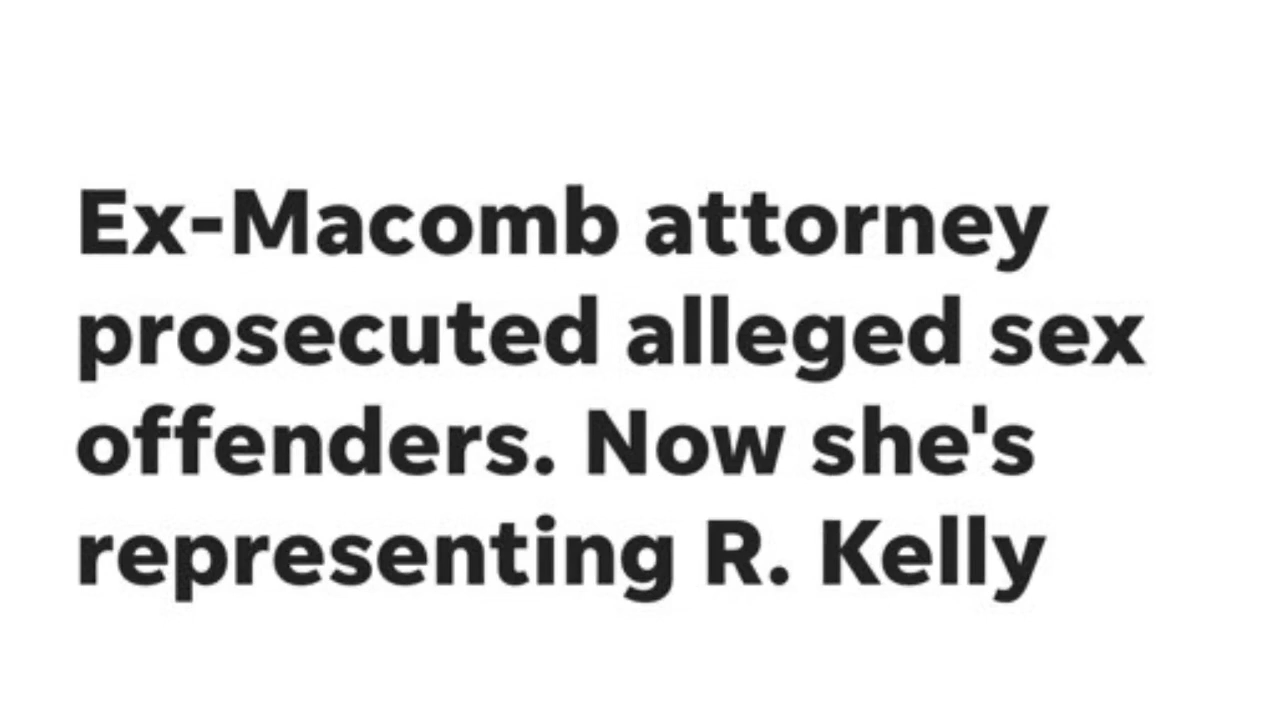 Ex-Macomb attorney
prosecuted alleged sex
offenders. Now she's
representing R. Kelly